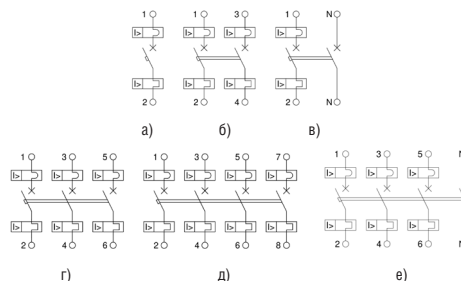 1 1 3 1 N
I> I> I> I>
I> I> I> I>
2 2 4 2 N
а) б) в)
1 3 5 1 3 5 7 1 3 5
I> I> I> I> I> I> I> I> I> I>
I> I> I> I> I> I> I> I> I> I>
2 4 6 2 4 6 8 2 4 6
г) д) е)